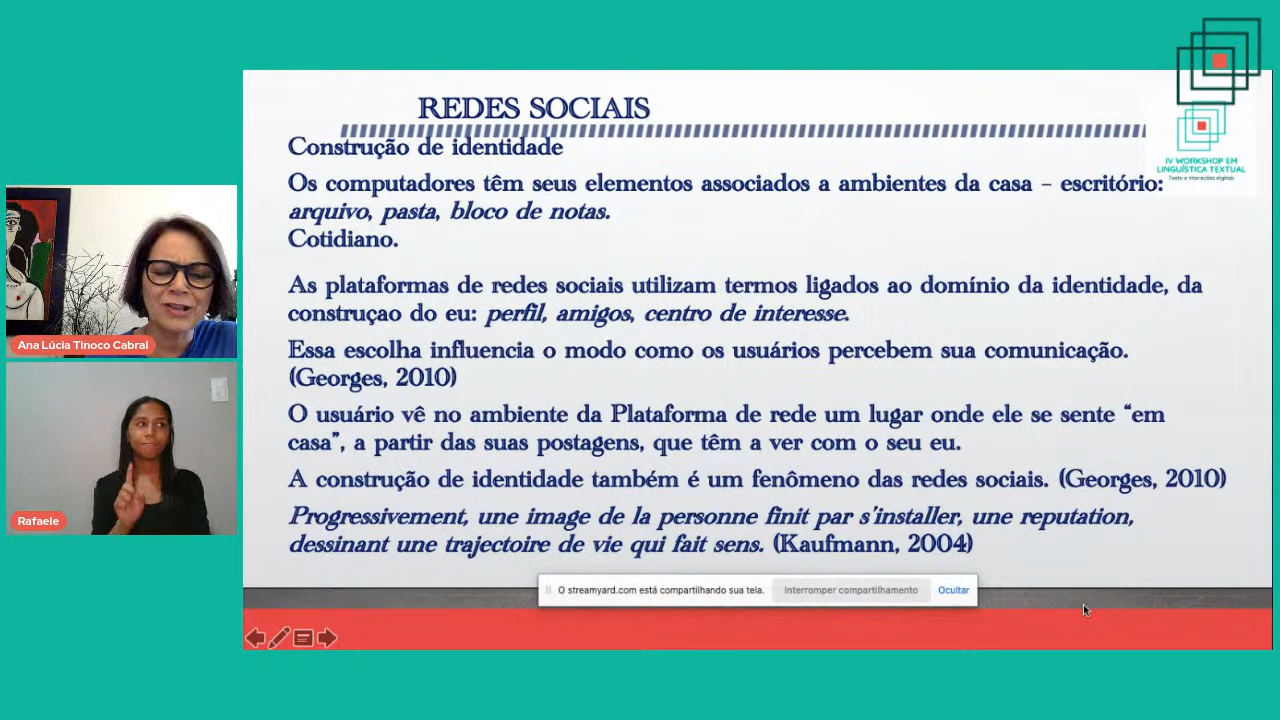 REDES SOCIAIS
Construção de identidade
Os computadores têm seus elementos associados a ambientes da casa – escritório:
arquivo, pasta, bloco de notas.
Cotidiano.
As plataformas de redes sociais utilizam termos ligados ao domínio da identidade, da
construçao do eu: perfil, amigos, centro de interesse.
Essa escolha influencia o modo como os usuários percebem sua comunicação.
(Georges, 2010)
O usuário vê no ambiente da Plataforma de rede um lugar onde ele se sente “em
casa”, a partir das suas postagens, que têm a ver com o seu eu.
A construção de identidade também é um fenômeno das redes sociais. (Georges, 2010)
Progressivement, une image de la personne finit par s'installer, une reputation,
dessinant une trajectoire de vie qui fait sens. (Kaufmann, 2004)
IV WORKSHOP EM
LINGUÍSTICA TEXTUAL
Texto e interações digitais
Ana Lúcia Tinoco Cabral
Rafaele
O streamyard.com está compartilhando sua tela.
Interromper compartilhamento
Ocultar